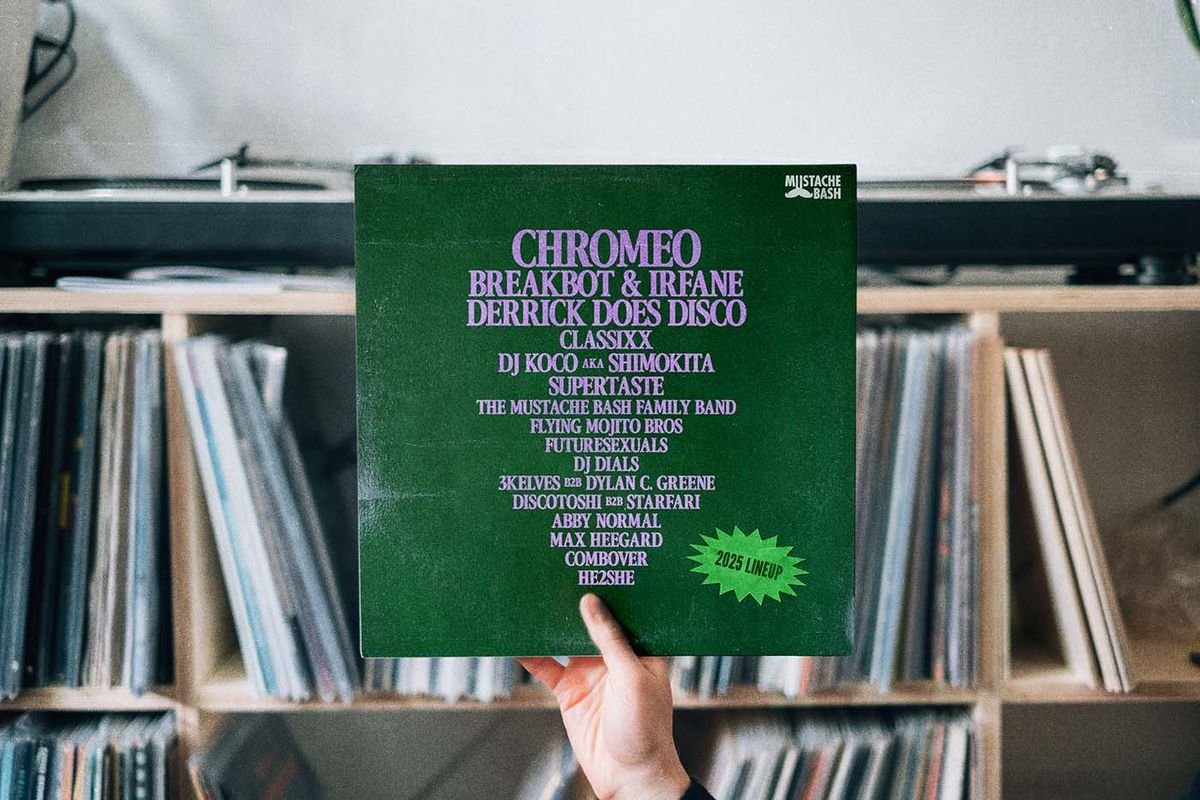 MUSTACHE
BASH
CHROMEO
BREAKBOT & IRFANE
DERRICK DOES DISCO
CLASSIXX
DJ KOCO AKA SHIMOKITA
SUPERTASTE
THE MUSTACHE BASH FAMILY BAND
FLYING MOJITO BROS
FUTURESEXUALS
DJ DIALS
3KELVES B2B DYLAN C. GREENE
DISCOTOSHI B2B STARFARI
ABBY NORMAL
MAX HEEGARD
COMBOVER
HE2SHE
2025 LINEUP